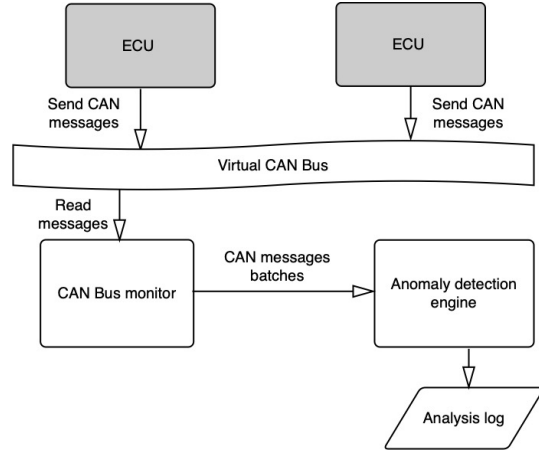 ECU
ECU
Send CAN
messages
Send CAN
messages
Virtual CAN Bus
Read
messages
CAN Bus monitor
CAN messages
batches
Anomaly detection
engine
Analysis log